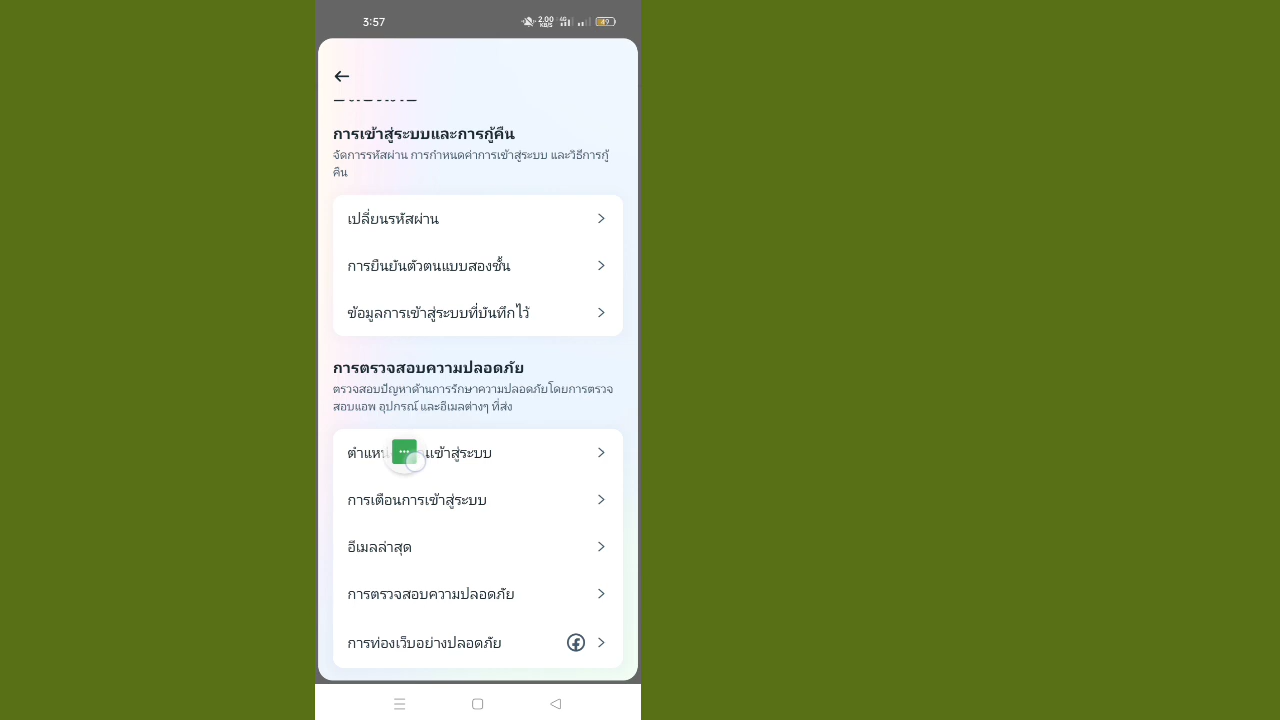 3:57
2.00
KB/S
4G
49
การเข้าสู่ระบบและการกู้คืน
จัดการรหัสผ่าน การกำหนดค่าการเข้าสู่ระบบ และวิธีการกู้
คืน
เปลี่ยนรหัสผ่าน
การยืนยันตัวตนแบบสองชั้น
ข้อมูลการเข้าสู่ระบบที่บันทึกไว้
การตรวจสอบความปลอดภัย
ตรวจสอบปัญหาด้านการรักษาความปลอดภัยโดยการตรวจ
สอบแอพ อุปกรณ์ และอีเมลต่างๆ ที่ส่ง
เข้าสู่ระบบ
การเตือนการเข้าสู่ระบบ
อีเมลล่าสุด
การตรวจสอบความปลอดภัย
การท่องเว็บอย่างปลอดภัย